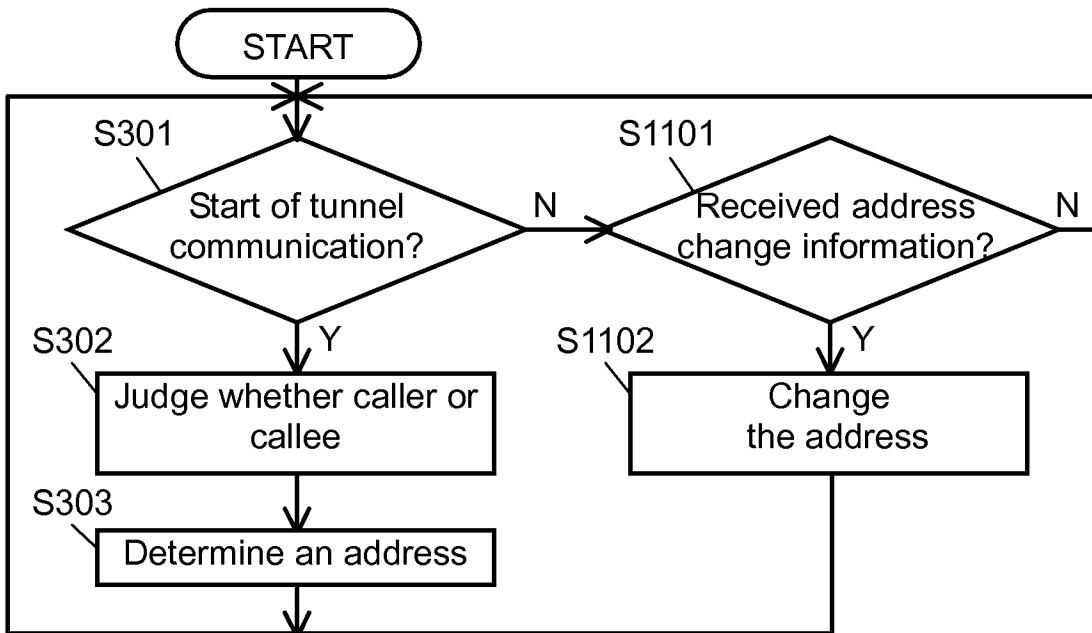 START
S301
Start of tunnel
communication?
N
Y
S1101
Received address
change information?
N
Y
S302
Judge whether caller or
callee
S1102
Change
the address
S303
Determine an address